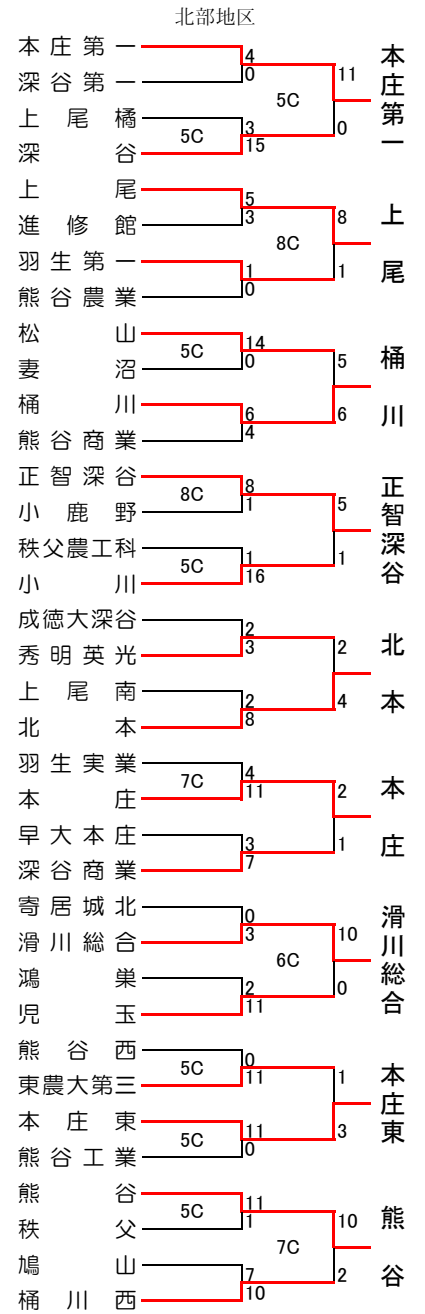 北部地区
本庄第一
4
0
深谷第一
5C
11
0
本庄第一
上尾橘
5C
3
15
深谷
上尾
5
3
進修館
8C
8
1
上尾
羽生第一
1
0
熊谷農業
松山
5C
14
0
妻沼
5
6
桶川
桶川
6
4
熊谷商業
正智深谷
8C
8
1
小鹿野
5
1
正智深谷
秩父農工科
5C
1
16
小川
成徳大深谷
2
3
秀明英光
2
4
北本
上尾南
2
8
北本
羽生実業
7C
4
11
本庄
2
1
本庄
早大本庄
3
7
深谷商業
寄居城北
0
3
滑川総合
6C
10
0
滑川総合
鴻巣
2
11
児玉
熊谷西
5C
0
11
東農大第三
1
3
本庄東
本庄東
5C
11
0
熊谷工業
熊谷
5C
11
1
秩父
7C
10
2
熊谷
鳩山
7
10
桶川西